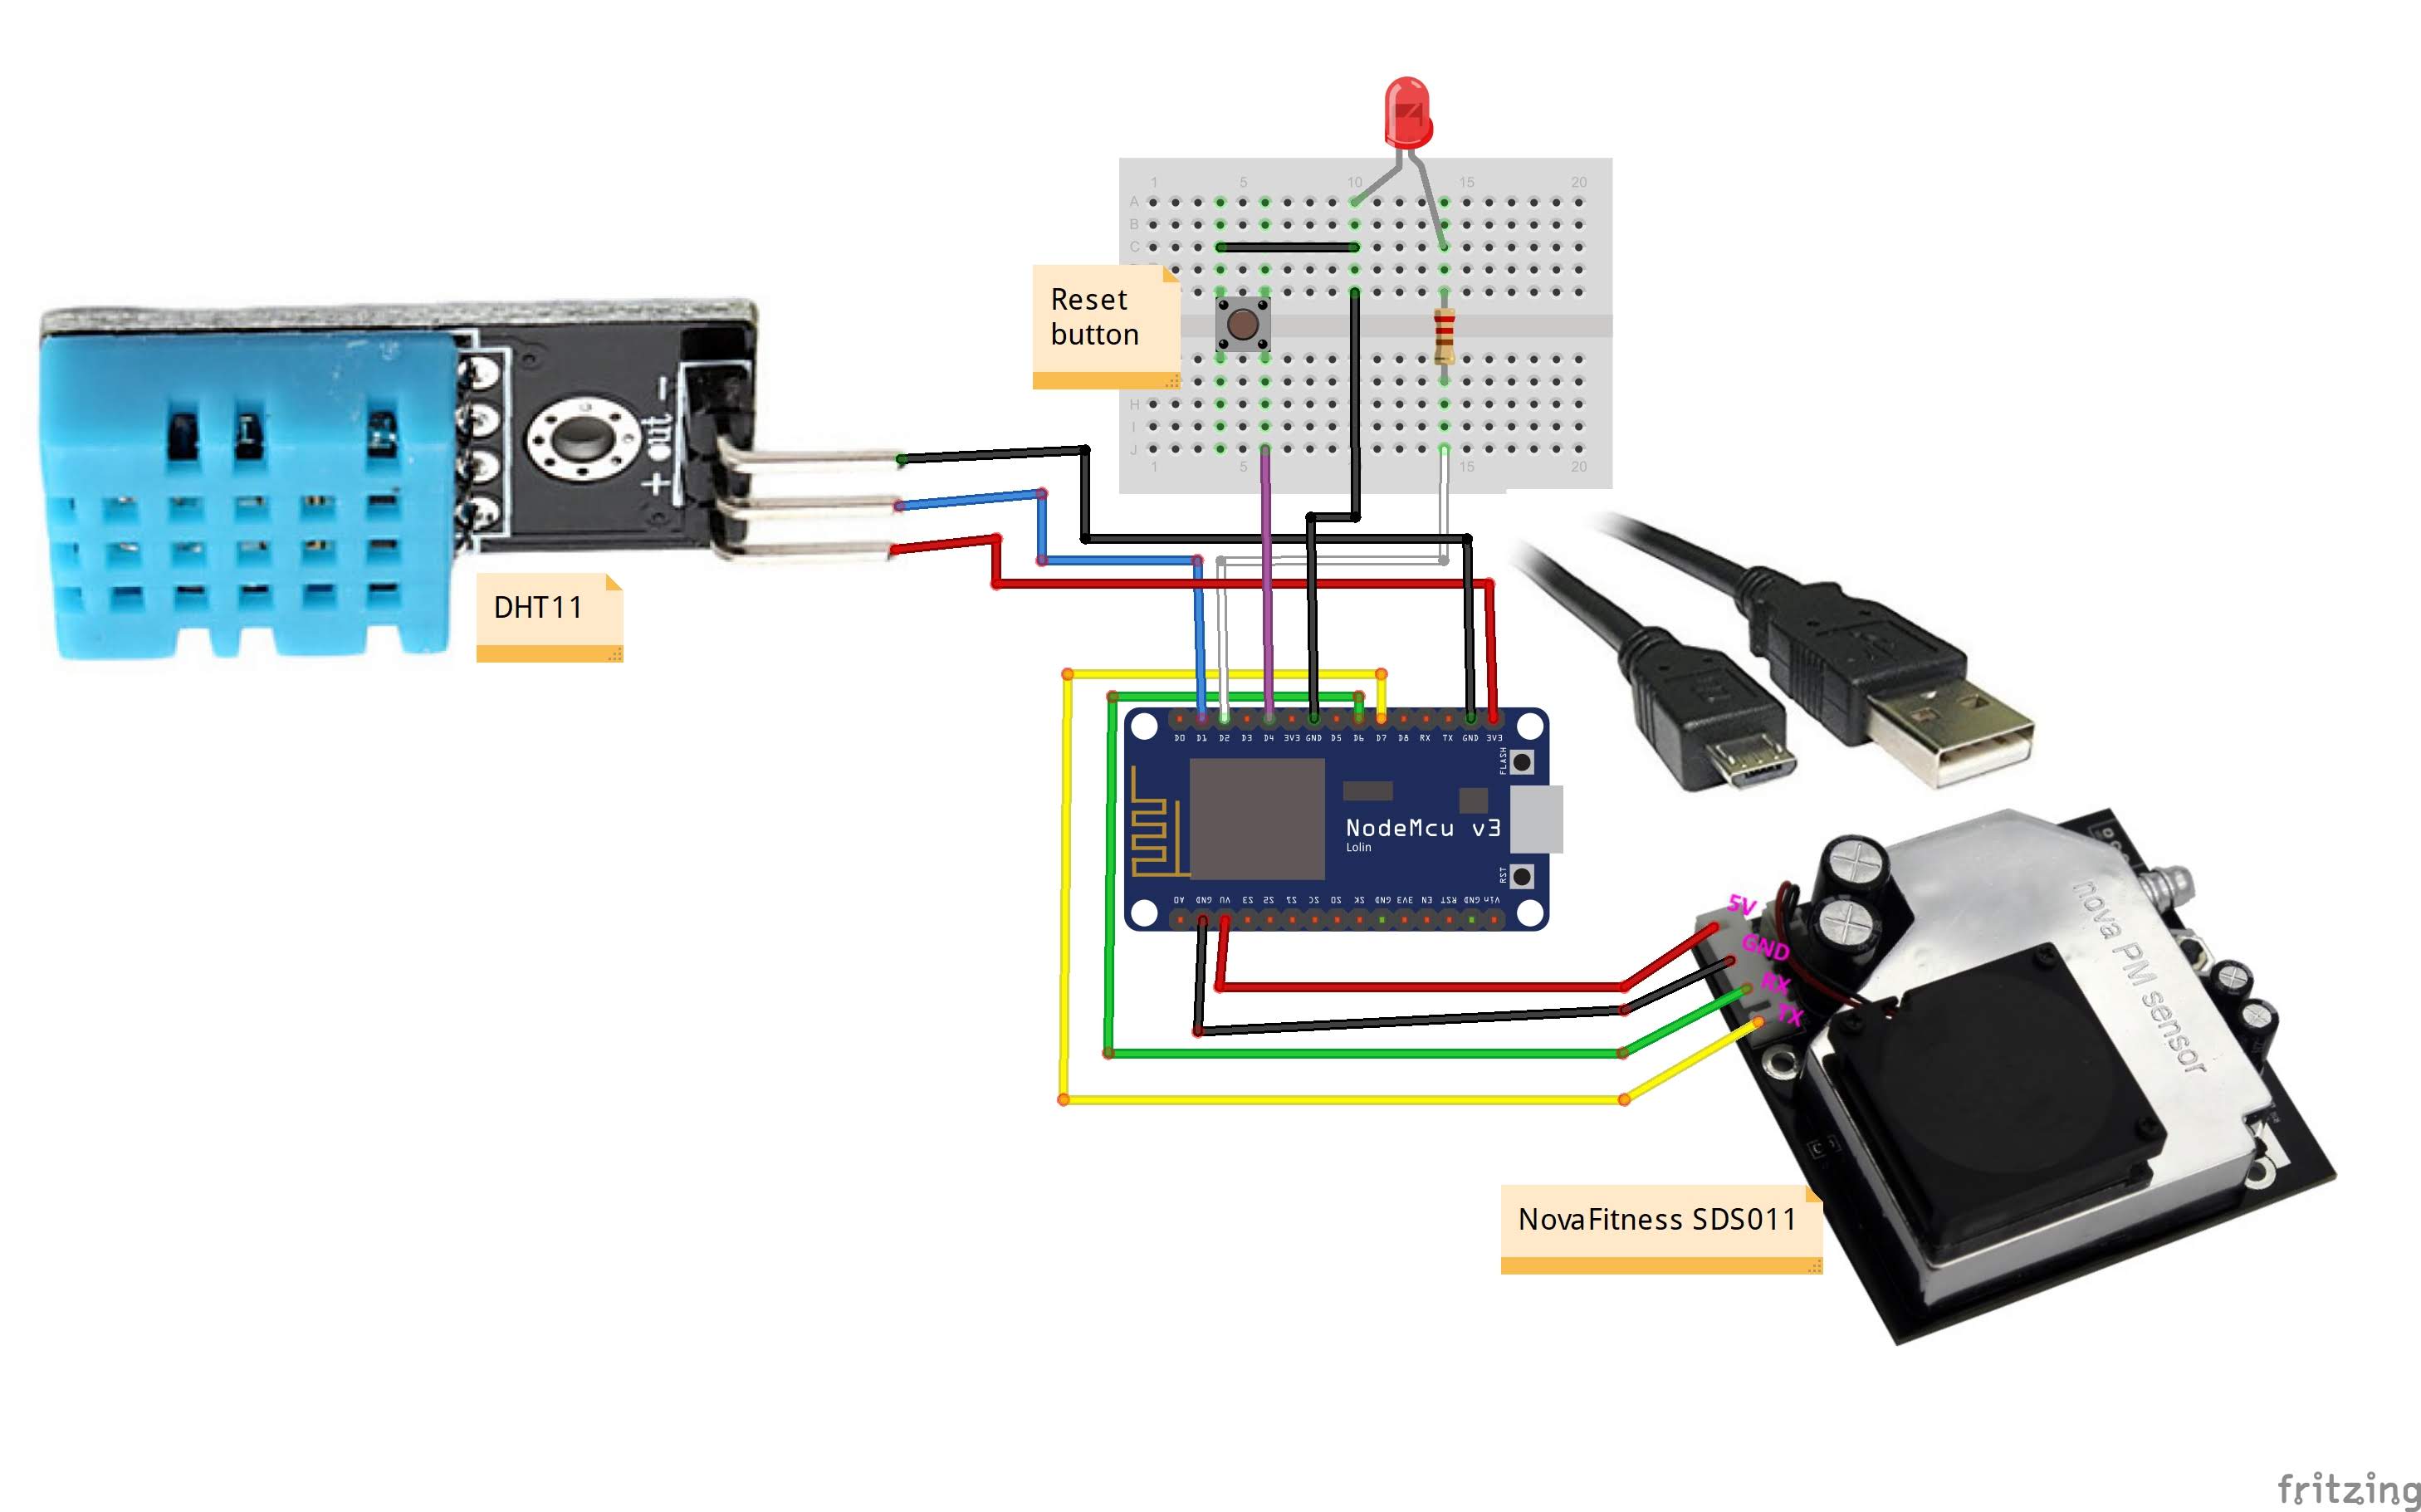 1 5 10 15 20
A
B
C
Reset
button
H
I
J
1 5 15 20
+ out -
DHT11
D0 D1 D2 D3 D4 3V3 GND D5 D6 D7 D8 RX TX GND 3V3
FLASH
NodeMcu v3
Lolin
RST
A0 GND VU S3 S2 S1 SC S0 SK GND 3V3 EN RST GND Vin
5V
GND
RX
TX
nova PM sensor
NovaFitness SDS011
fritzing